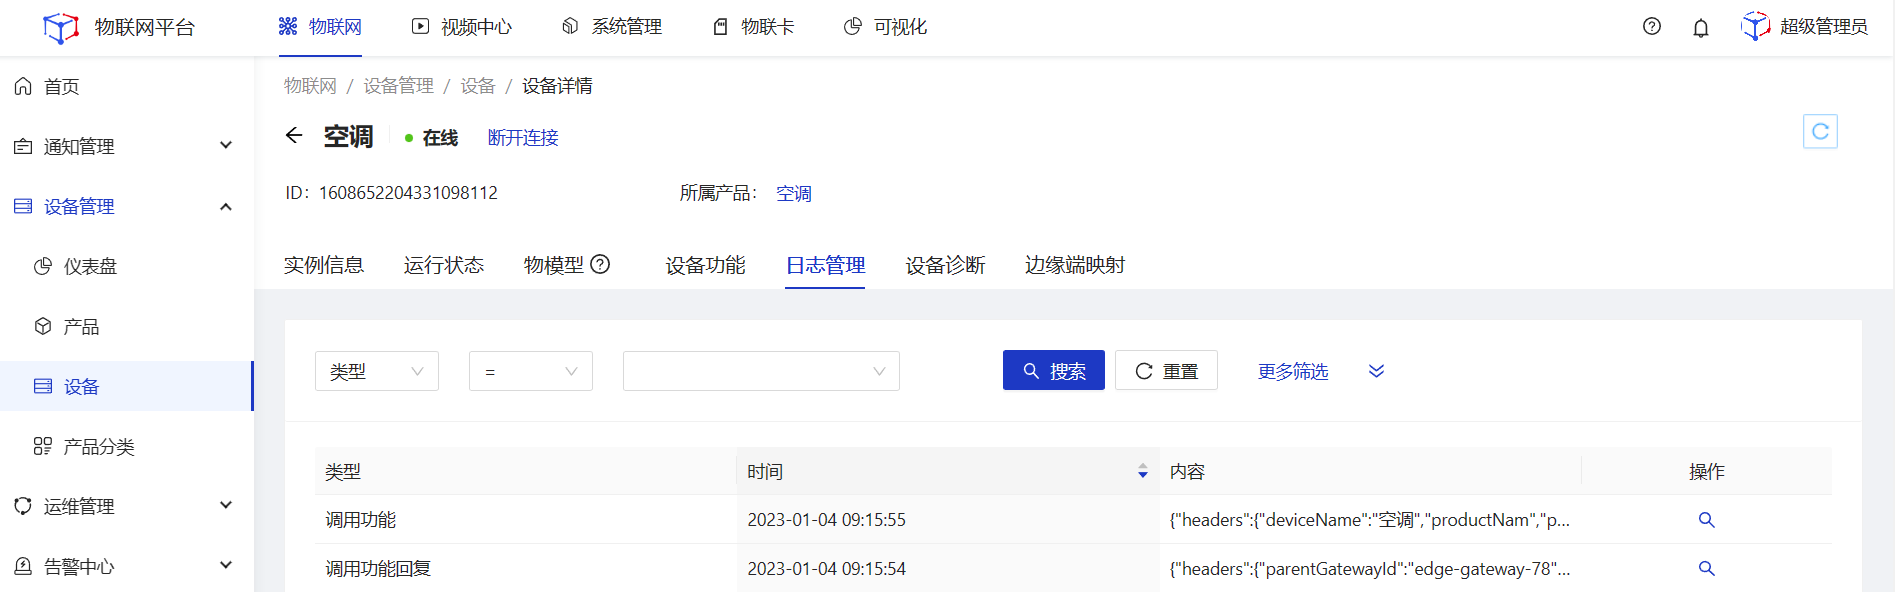 物联网平台
物联网 视频中心 系统管理 物联卡 可视化
超级管理员
首页
通知管理
设备管理
仪表盘
产品
设备
产品分类
运维管理
告警中心
物联网 / 设备管理 / 设备 / 设备详情
空调 在线 断开连接
ID：1608652204331098112 所属产品： 空调
实例信息 运行状态 物模型 设备功能 日志管理 设备诊断 边缘端映射
类型 = 搜索 重置 更多筛选
类型 时间 内容 操作
调用功能 2023-01-04 09:15:55 {"headers":{"deviceName":"空调","productNam","p...
调用功能回复 2023-01-04 09:15:54 {"headers":{"parentGatewayId":"edge-gateway-78"...